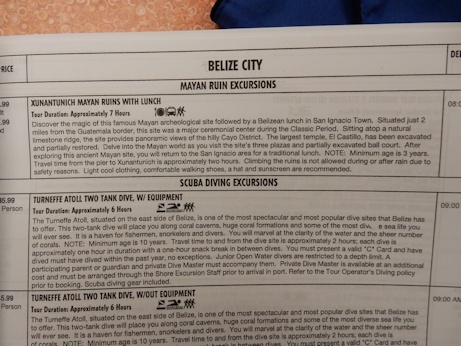 RICE
BELIZE CITY
DE
MAYAN RUIN EXCURSIONS
.99
XUNANTUNICH MAYAN RUINS WITH LUNCH
08:0
Tour Duration: Approximately 7 Hours
.99
Discover the magic of this famous Mayan archeological site followed by a Belizean lunch in San Ignacio Town. Situated just 2
miles from the Guatemala border, this site was a major ceremonial center during the Classic Period. Sitting atop a natural
limestone ridge, the site provides panoramic views of the hilly Cayo District. The largest temple, El Castillo, has been excavated
and partially restored. Delve into the Mayan world as you visit the site's three plazas and partially excavated ball court. After
exploring this ancient Mayan site, you will return to the San Ignacio area for a traditional lunch. NOTE: Minimum age is 3 years.
Travel time from the pier to Xunantunich is approximately two hours. Climbing the ruins is not allowed during or after rain due to
safety reasons. Light cool clothing, comfortable walking shoes, a hat and sunscreen are recommended.
SCUBA DIVING EXCURSIONS
5.99
TURNEFFE ATOLL TWO TANK DIVE, W/ EQUIPMENT
09:00
Person
Tour Duration: Approximately 6 Hours
The Turneffe Atoll, situated on the east side of Belize, is one of the most spectacular and most popular dive sites that Belize has
to offer. This two-tank dive will place you along coral caverns, huge coral formations and some of the most div e sea life you
will ever see. It is a haven for fishermen, snorkelers and divers. You will marvel at the clarity of the water and the sheer number
of corals. NOTE: Minimum age is 10 years. Travel time to and from the dive site is approximately 2 hours; each dive is
approximately one hour in duration with a one-hour snack break in between dives. You must present a valid "C" Card and have
dived must have dived within the past year, no exceptions. Junior Open Water divers are restricted to a depth limit. A
participating parent or guardian and private Dive Master must accompany them. Private Dive Master is available at an additional
cost and must be arranged through the Shore Excursion Staff prior to arrival in port. Refer to the Tour Operator's Diving policy
prior to booking. Scuba diving gear included.
5.99
TURNEFFE ATOLL TWO TANK DIVE, W/OUT EQUIPMENT
09:00 AM
Person
Tour Duration: Approximately 6 Hours
The Turneffe Atoll, situated on the east side of Belize, is one of the most spectacular and most popular dive sites that Belize has
to offer. This two-tank dive will place you along coral caverns, huge coral formations and some of the most diverse sea life you
will ever see. It is a haven for fishermen, snorkelers and divers. You will marvel at the clarity of the water and the sheer number
of corals. NOTE: Minimum age is 10 years. Travel time to and from the dive site is approximately 2 hours; each dive is